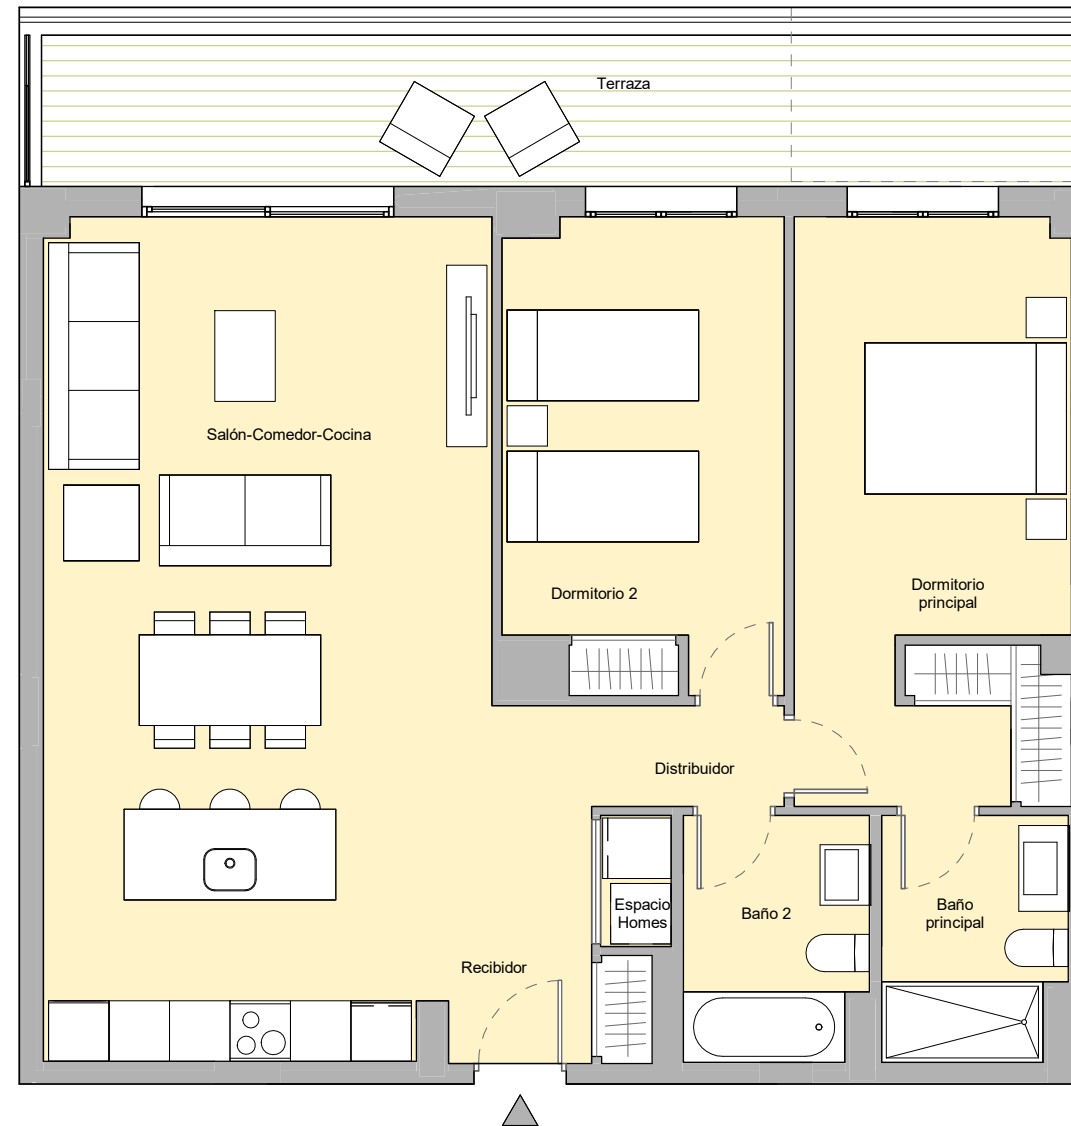 Terraza
Salón-Comedor-Cocina
Dormitorio 2
Dormitorio
principal
Distribuidor
Espacio
Homes
Baño 2
Baño
principal
Recibidor